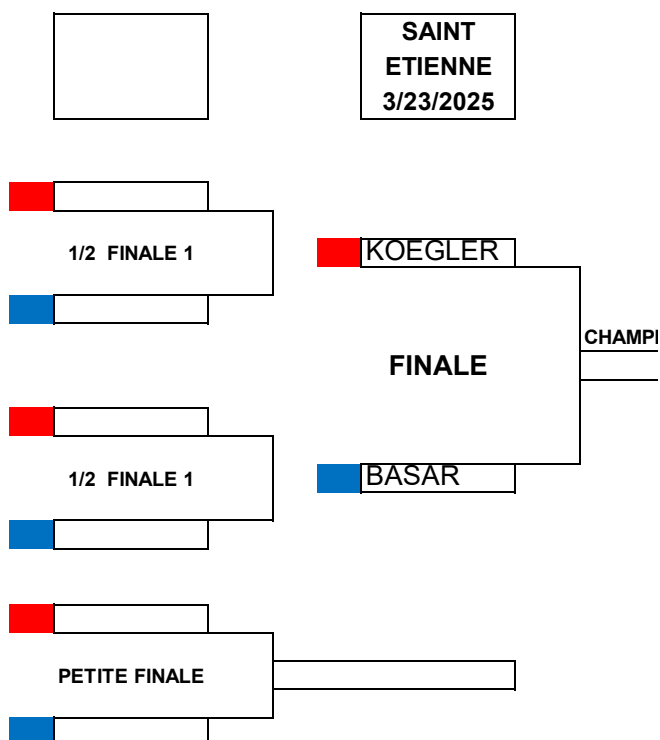 SAINT
ETIENNE
3/23/2025
1/2 FINALE 1
KOEGLER
CHAMPI
FINALE
BASAR
1/2 FINALE 1
PETITE FINALE